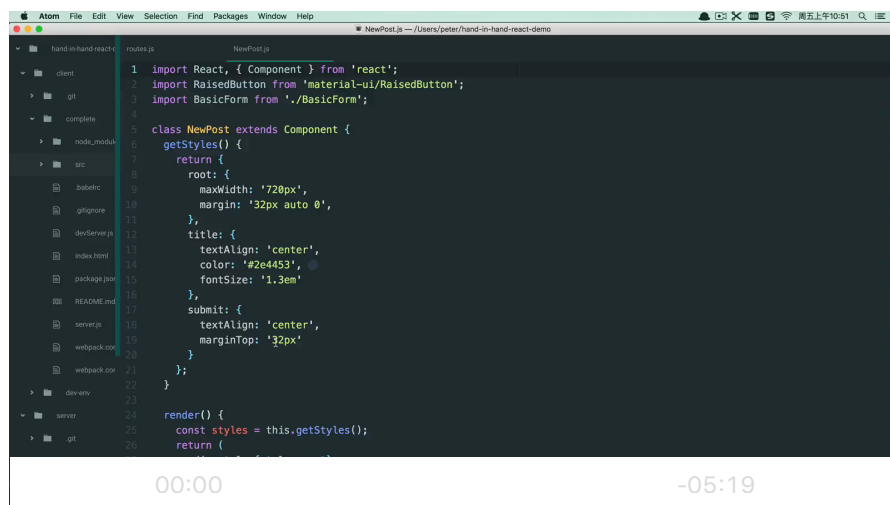 Atom File Edit View Selection Find Packages Window Help 周五上午10:51
NewPost.js — /Users/peter/hand-in-hand-react-demo
hand-in-hand-react-c routes.js NewPost.js
client
.git
complete
node_modul
src
.babelrc
.gitignore
devServer.js
index.html
package.jsor
README.md
server.js
webpack.cor
webpack.cor
dev-env
server
.git
1 import React, { Component } from 'react';
2 import RaisedButton from 'material-ui/RaisedButton';
3 import BasicForm from './BasicForm';
4
5 class NewPost extends Component {
6 getStyles() {
7 return {
8 root: {
9 maxWidth: '720px',
10 margin: '32px auto 0',
11 },
12 title: {
13 textAlign: 'center',
14 color: '#2e4453',
15 fontSize: '1.3em'
16 },
17 submit: {
18 textAlign: 'center',
19 marginTop: '32px'
20 }
21 };
22 }
23
24 render() {
25 const styles = this.getStyles();
26 return (
00:00 -05:19